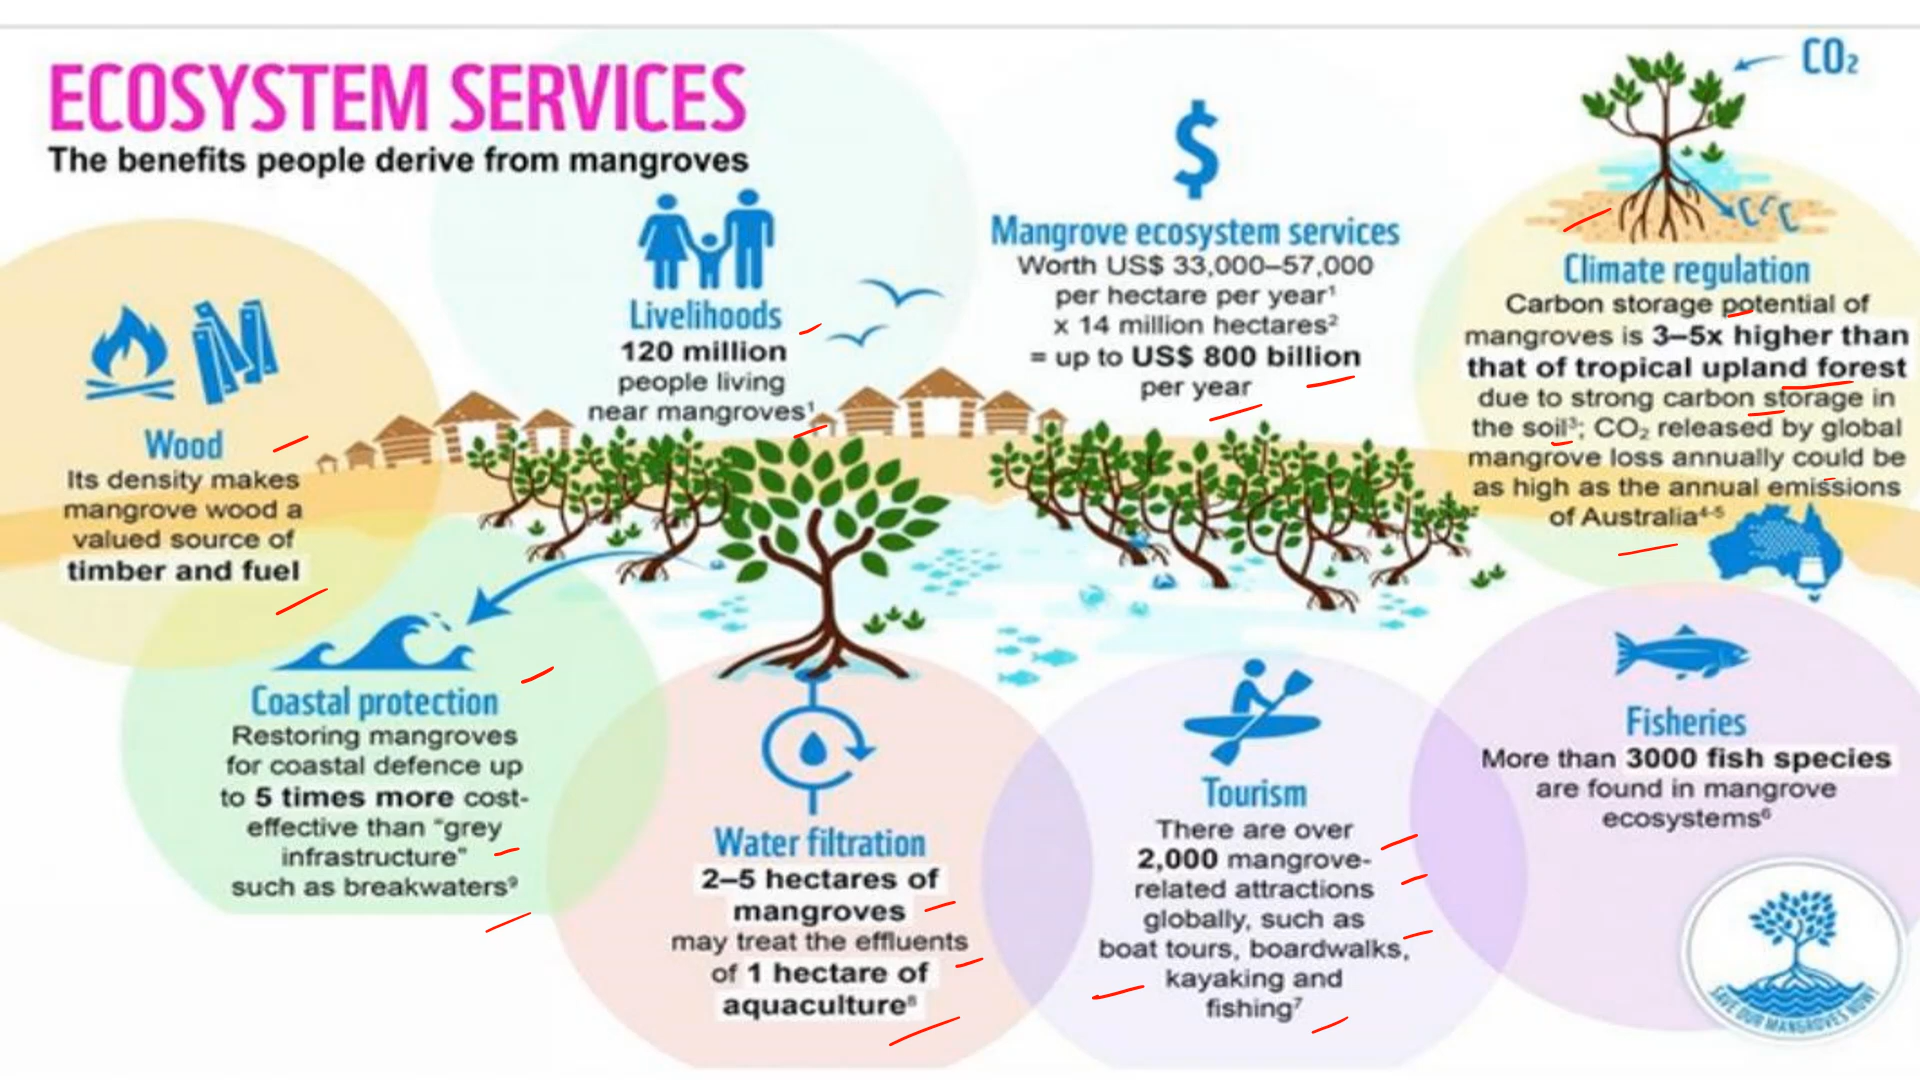 ECOSYSTEM SERVICES
The benefits people derive from mangroves
Wood
Its density makes
mangrove wood a
valued source of
timber and fuel
Livelihoods
120 million
people living
near mangroves¹
$
Mangrove ecosystem services
Worth US$ 33,000–57,000
per hectare per year¹
x 14 million hectares²
= up to US$ 800 billion
per year
CO₂
C C C
Climate regulation
Carbon storage potential of
mangroves is 3–5x higher than
that of tropical upland forest
due to strong carbon storage in
the soil³; CO₂ released by global
mangrove loss annually could be
as high as the annual emissions
of Australia⁴⁻⁵
Coastal protection
Restoring mangroves
for coastal defence up
to 5 times more cost-
effective than "grey
infrastructure"
such as breakwaters⁹
Water filtration
2–5 hectares of
mangroves
may treat the effluents
of 1 hectare of
aquaculture⁸
Tourism
There are over
2,000 mangrove-
related attractions
globally, such as
boat tours, boardwalks,
kayaking and
fishing⁷
Fisheries
More than 3000 fish species
are found in mangrove
ecosystems⁶
SAVE OUR MANGROVES NOW!